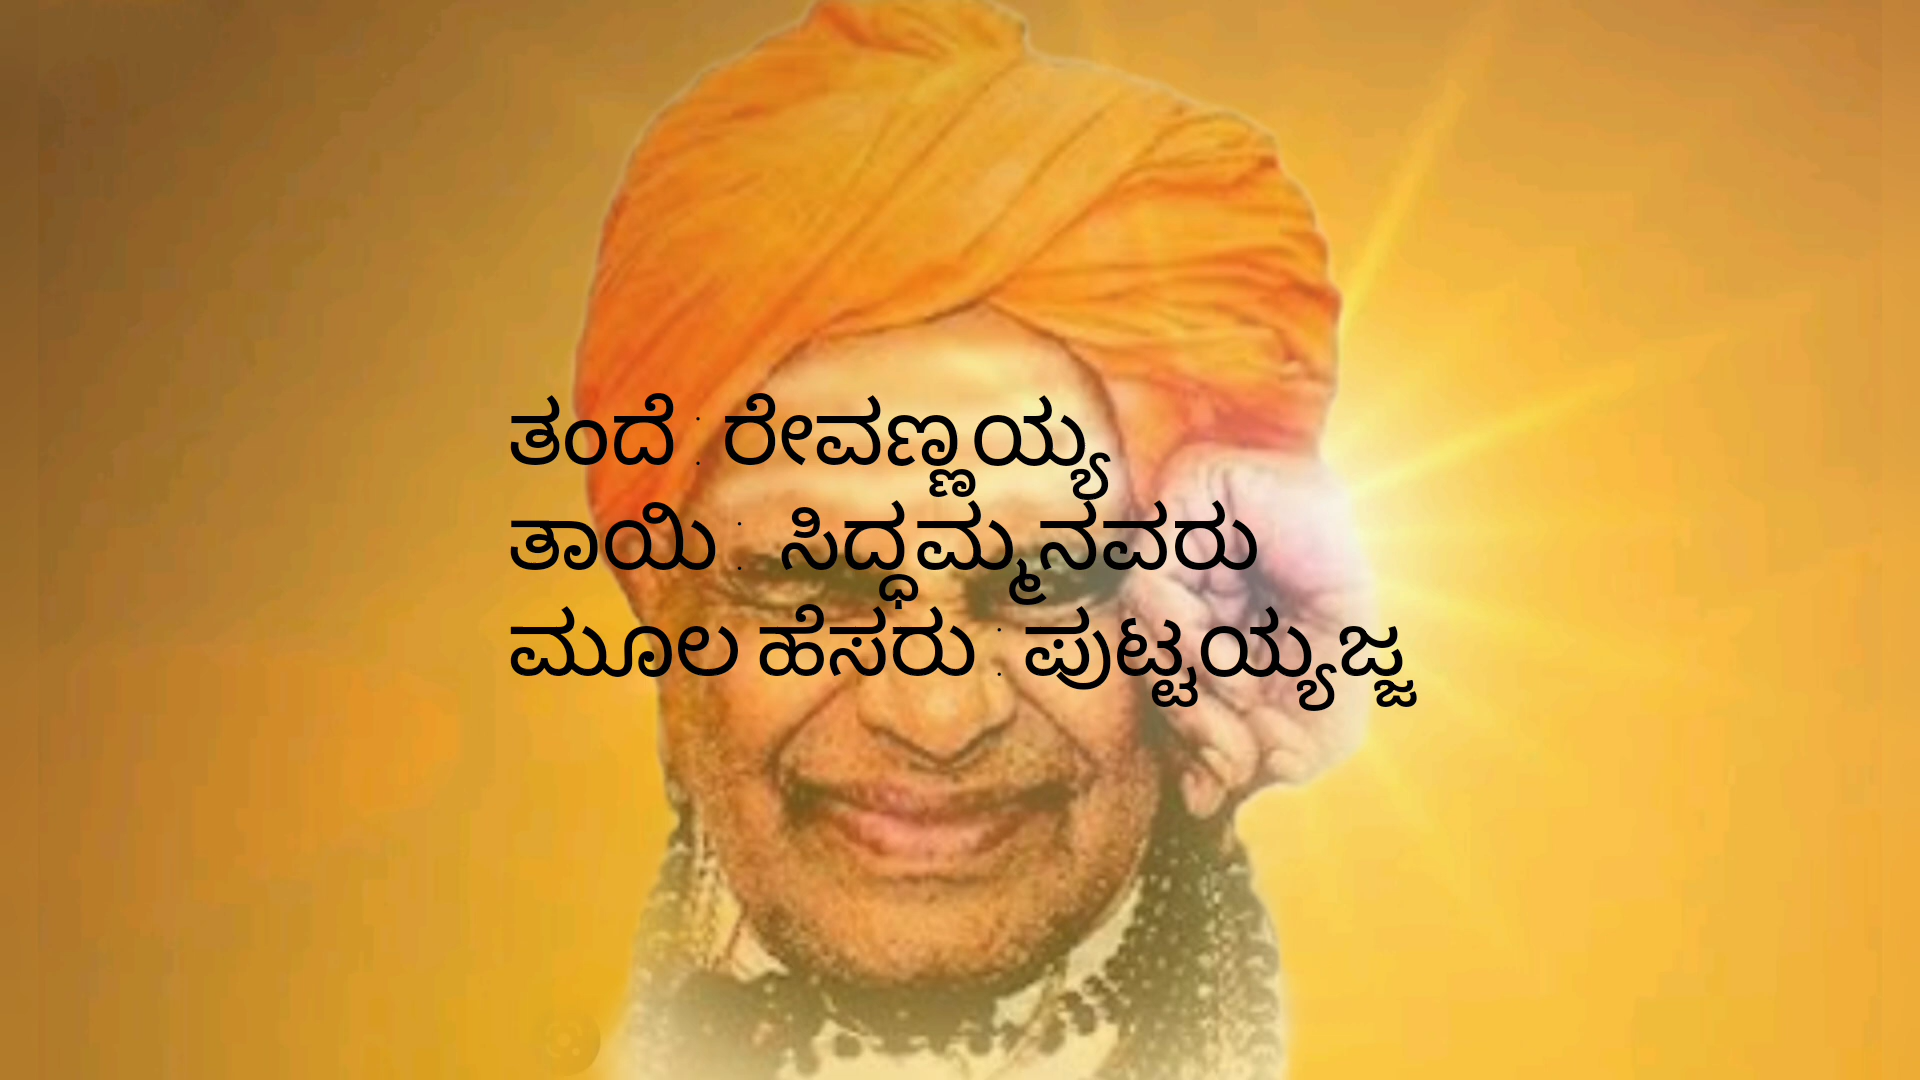 ತಂದೆ : ರೇವಣ್ಣಯ್ಯ
ತಾಯಿ : ಸಿದ್ಧಮ್ಮನವರು
ಮೂಲ ಹೆಸರು : ಪುಟ್ಟಯ್ಯಜ್ಜ